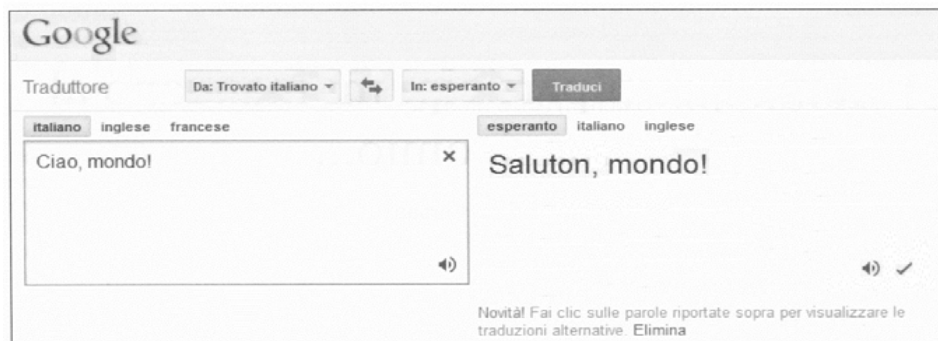 Google
Traduttore Da: Trovato italiano In: esperanto Traduci
italiano inglese francese esperanto italiano inglese
Ciao, mondo! Saluton, mondo!
Novità! Fai clic sulle parole riportate sopra per visualizzare le
traduzioni alternative. Elimina